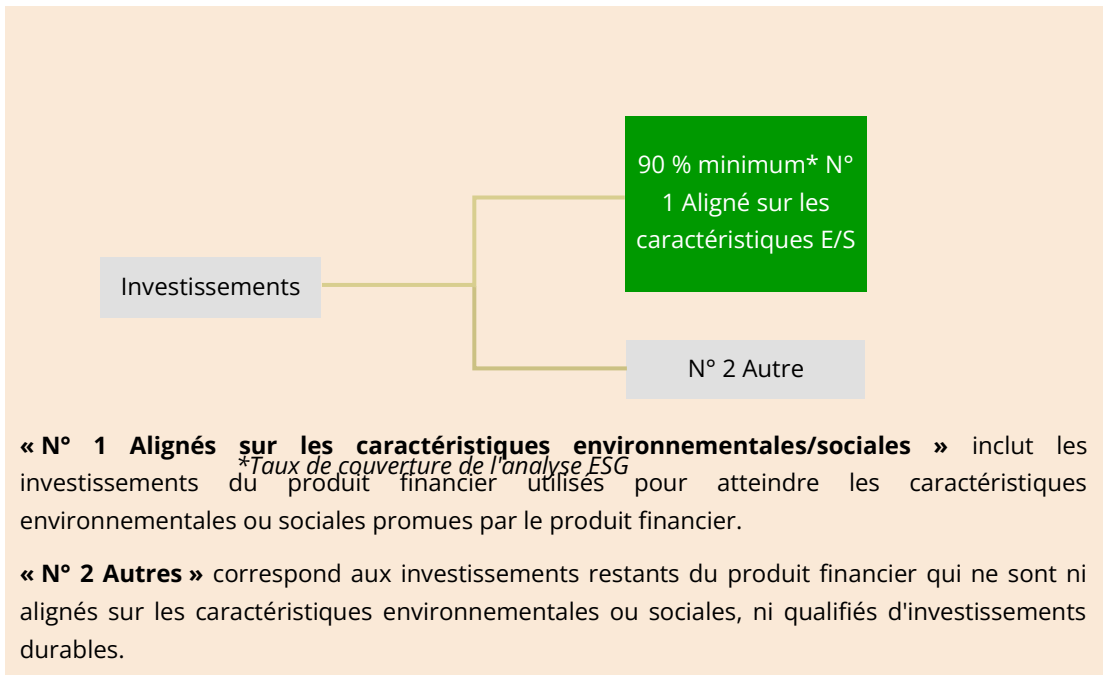 90 % minimum* N°
1 Aligné sur les
caractéristiques E/S
Investissements
N° 2 Autre
« N° 1 Alignés sur les caractéristiques environnementales/sociales » inclut les
*Taux de couverture de l'analyse ESG
investissements du produit financier utilisés pour atteindre les caractéristiques
environnementales ou sociales promues par le produit financier.
« N° 2 Autres » correspond aux investissements restants du produit financier qui ne sont ni
alignés sur les caractéristiques environnementales ou sociales, ni qualifiés d'investissements
durables.